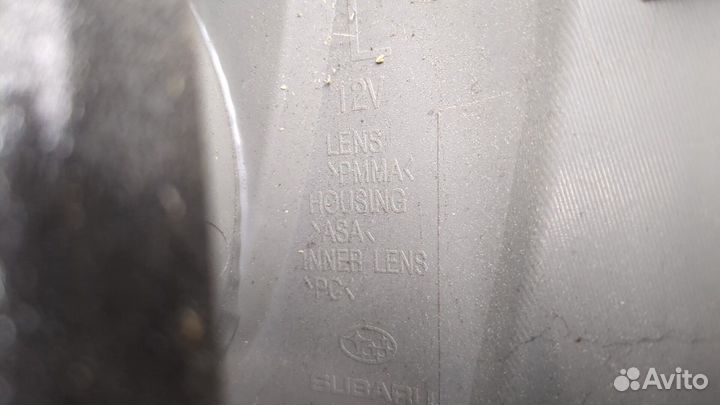 L
12V
LENS
>PMMA<
HOUSING
>ASA<
INNER LENS
>PC<
SUBARU
Avito